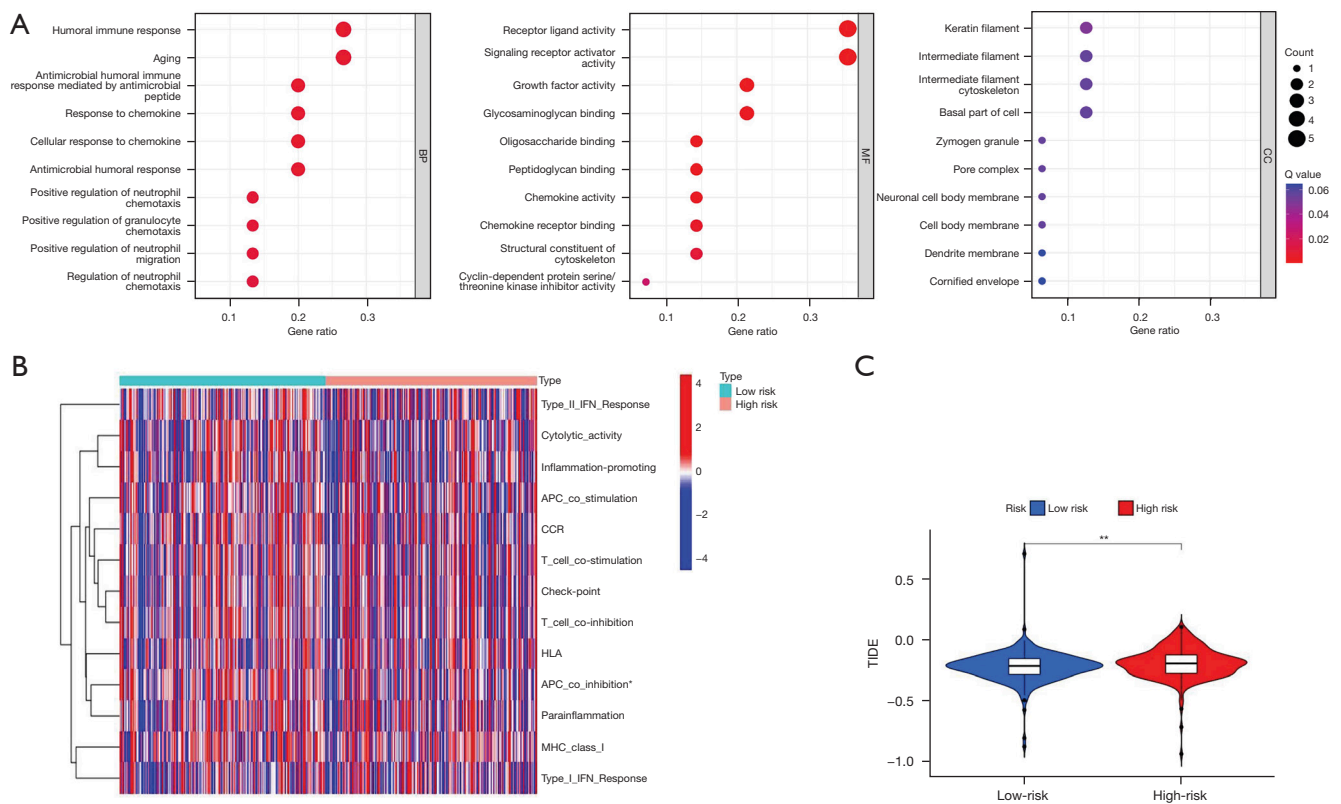 A
Humoral immune response
Aging
Antimicrobial humoral immune
response mediated by antimicrobial
peptide
Response to chemokine
Cellular response to chemokine
Antimicrobial humoral response
Positive regulation of neutrophil
chemotaxis
Positive regulation of granulocyte
chemotaxis
Positive regulation of neutrophil
migration
Regulation of neutrophil
chemotaxis
BP
0.1 0.2 0.3
Gene ratio
Receptor ligand activity
Signaling receptor activator
activity
Growth factor activity
Glycosaminoglycan binding
Oligosaccharide binding
Peptidoglycan binding
Chemokine activity
Chemokine receptor binding
Structural constituent of
cytoskeleton
Cyclin-dependent protein serine/
threonine kinase inhibitor activity
MF
0.1 0.2 0.3
Gene ratio
Keratin filament
Intermediate filament
Intermediate filament
cytoskeleton
Basal part of cell
Zymogen granule
Pore complex
Neuronal cell body membrane
Cell body membrane
Dendrite membrane
Cornified envelope
CC
0.1 0.2 0.3
Gene ratio
Count
1
2
3
4
5
Q value
0.06
0.04
0.02
B
Type
Type_II_IFN_Response
Cytolytic_activity
Inflammation-promoting
APC_co_stimulation
CCR
T_cell_co-stimulation
Check-point
T_cell_co-inhibition
HLA
APC_co_inhibition*
Parainflammation
MHC_class_I
Type_I_IFN_Response
4
2
0
−2
−4
Type
Low risk
High risk
C
Risk Low risk High risk
**
TIDE
0.5
0.0
−0.5
−1.0
Low-risk High-risk